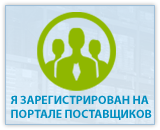 Я ЗАРЕГИСТРИРОВАН НА
ПОРТАЛЕ ПОСТАВЩИКОВ